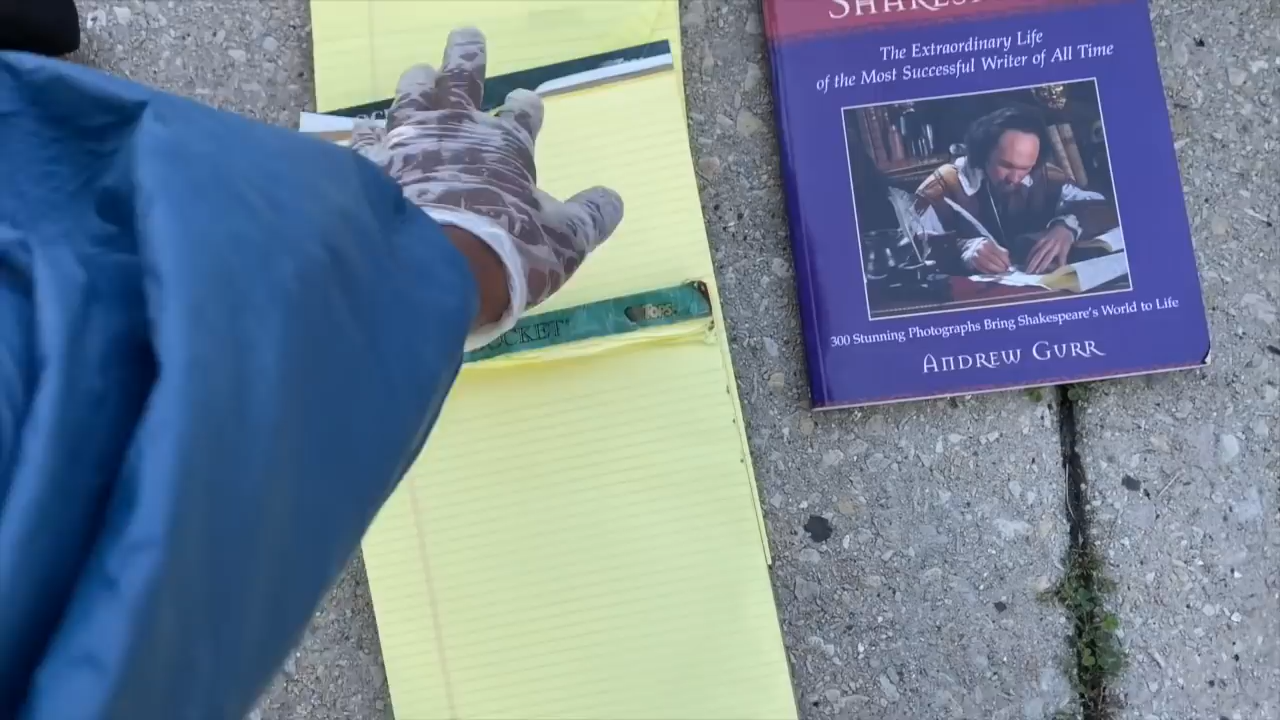 The Extraordinary Life
of the Most Successful Writer of All Time
300 Stunning Photographs Bring Shakespeare's World to Life
ANDREW GURR
TOPS